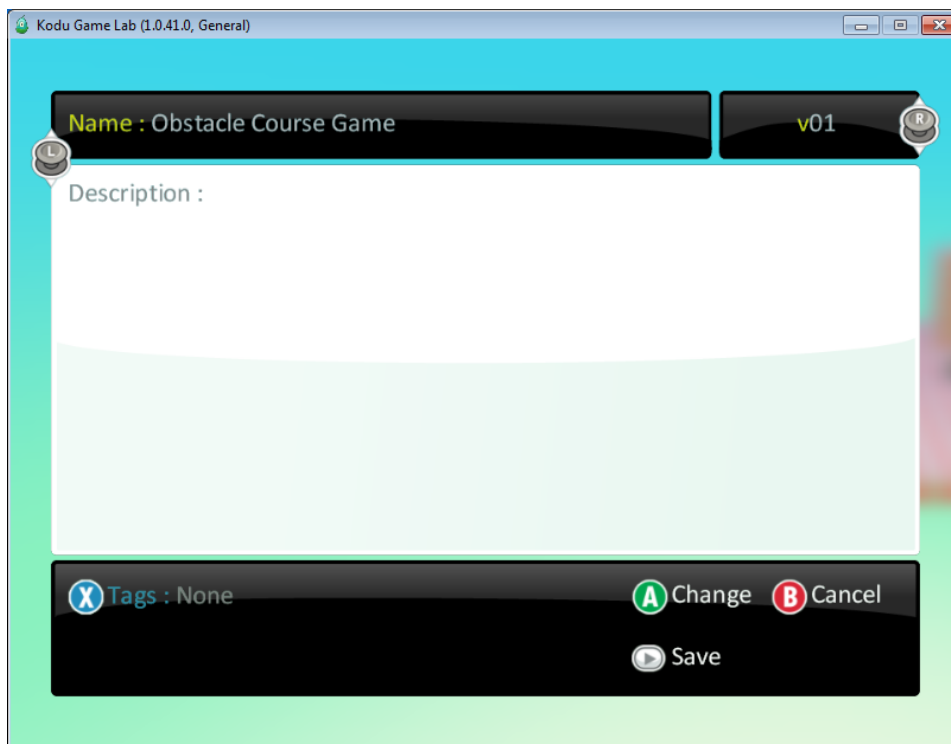 Kodu Game Lab (1.0.41.0, General)
Name : Obstacle Course Game
v01
L
R
Description :
X Tags : None
A Change B Cancel
Save